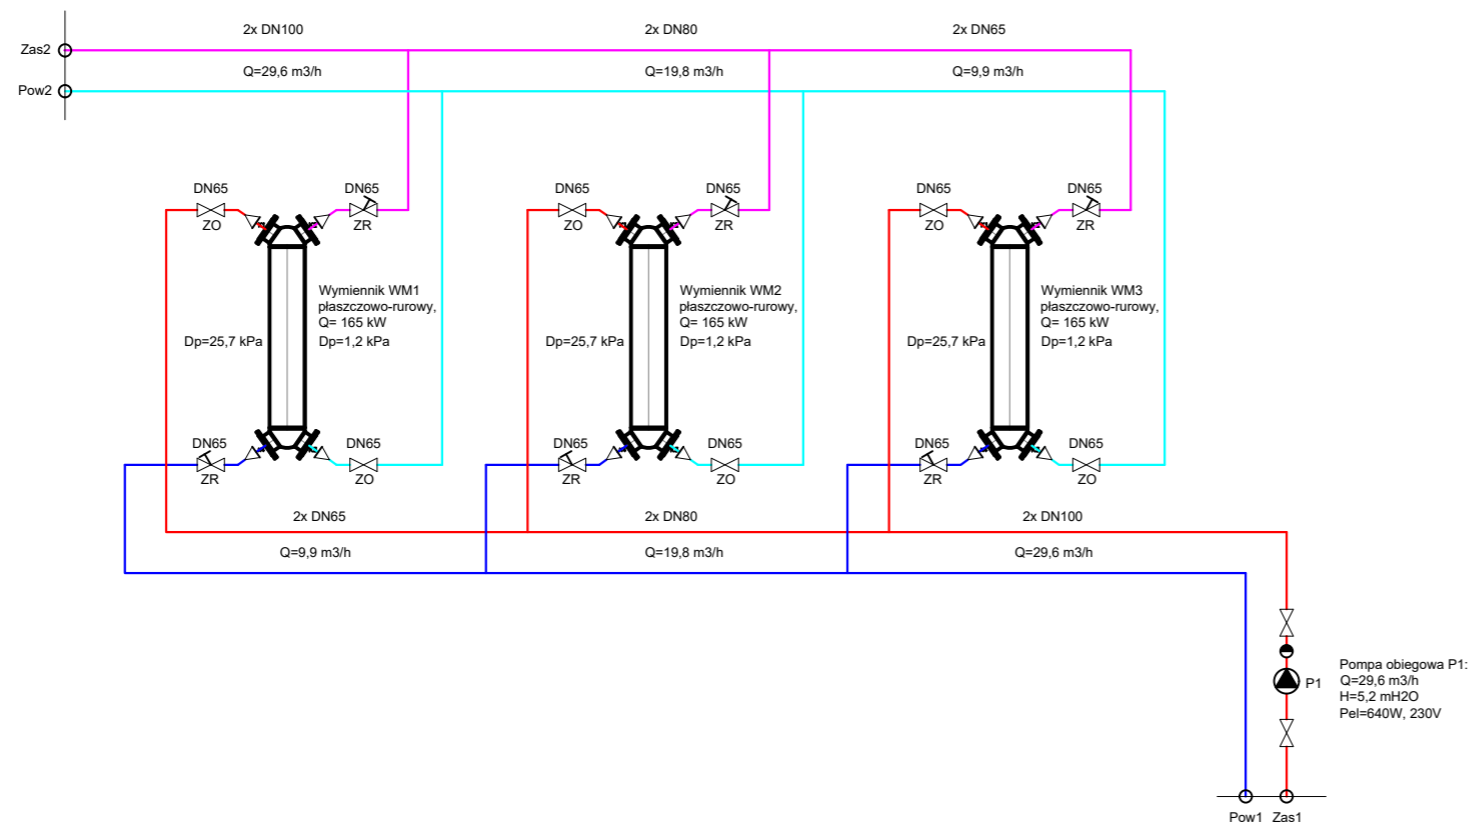 2x DN100
2x DN80
2x DN65
Zas2
Q=29,6 m3/h
Q=19,8 m3/h
Q=9,9 m3/h
Pow2
DN65
ZO
DN65
ZR
DN65
ZO
DN65
ZR
DN65
ZO
DN65
ZR
Dp=25,7 kPa
Wymiennik WM1
płaszczowo-rurowy,
Q= 165 kW
Dp=1,2 kPa
Dp=25,7 kPa
Wymiennik WM2
płaszczowo-rurowy,
Q= 165 kW
Dp=1,2 kPa
Dp=25,7 kPa
Wymiennik WM3
płaszczowo-rurowy,
Q= 165 kW
Dp=1,2 kPa
DN65
ZR
DN65
ZO
DN65
ZR
DN65
ZO
DN65
ZR
DN65
ZO
2x DN65
2x DN80
2x DN100
Q=9,9 m3/h
Q=19,8 m3/h
Q=29,6 m3/h
P1
Pompa obiegowa P1:
Q=29,6 m3/h
H=5,2 mH2O
Pel=640W, 230V
Pow1
Zas1